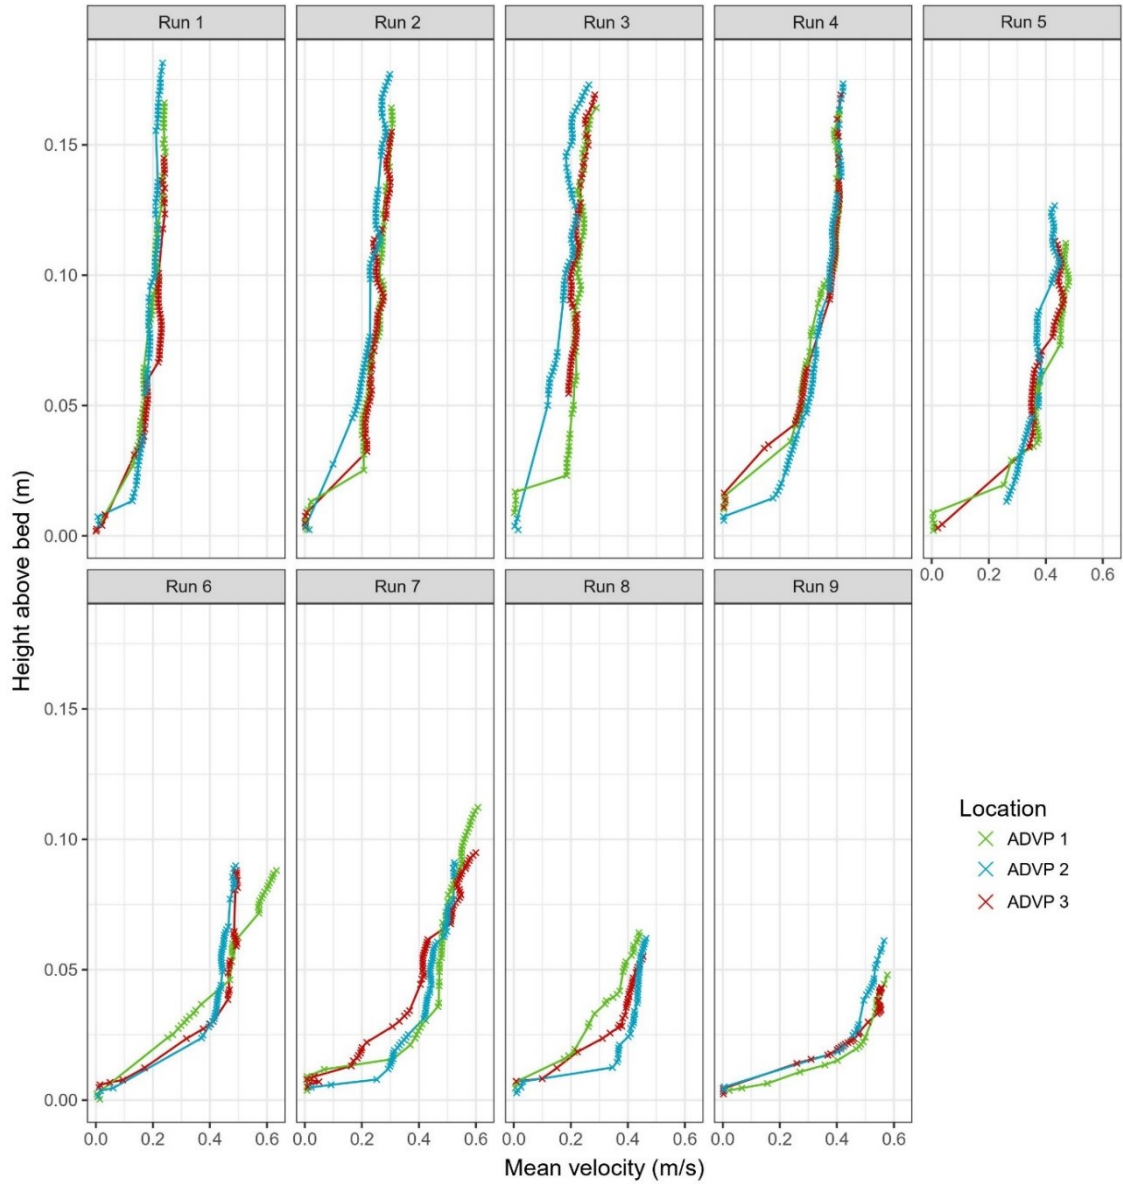 Run 1 Run 2 Run 3 Run 4 Run 5
0.15
0.10
0.05
0.00
0.0 0.2 0.4 0.6
Height above bed (m)
Run 6 Run 7 Run 8 Run 9
0.15
0.10
0.05
0.00
0.0 0.2 0.4 0.6 0.0 0.2 0.4 0.6 0.0 0.2 0.4 0.6 0.0 0.2 0.4 0.6
Mean velocity (m/s)
Location
ADVP 1
ADVP 2
ADVP 3